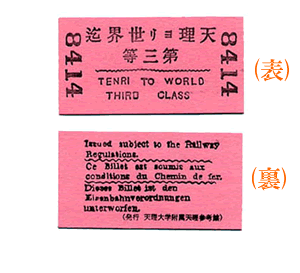 天理ヨリ世界迄
第三等
8414
8414
TENRI TO WORLD
THIRD CLASS
(表)
Issued subject to the Railway
Regulations.
Ce Billet est soumis aux
conditions du Chemin de fer.
Dieses Billet ist den
Eisenbahnverordnungen
unterworfen.
(発行 天理大学附属天理参考館)
(裏)